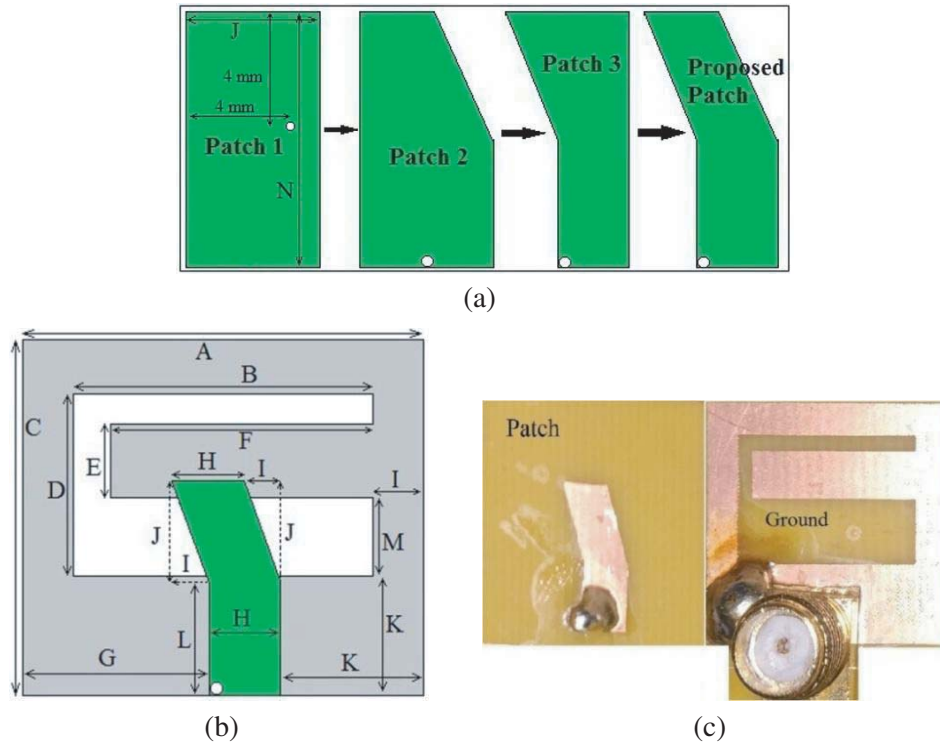 J
4 mm
4 mm
Patch 1
N
Patch 2
Patch 3
Proposed
Patch
(a)
A
B
C
F
E
H
I
I
D
J
J
M
I
H
L
K
G
K
(b)
Patch
Ground
(c)